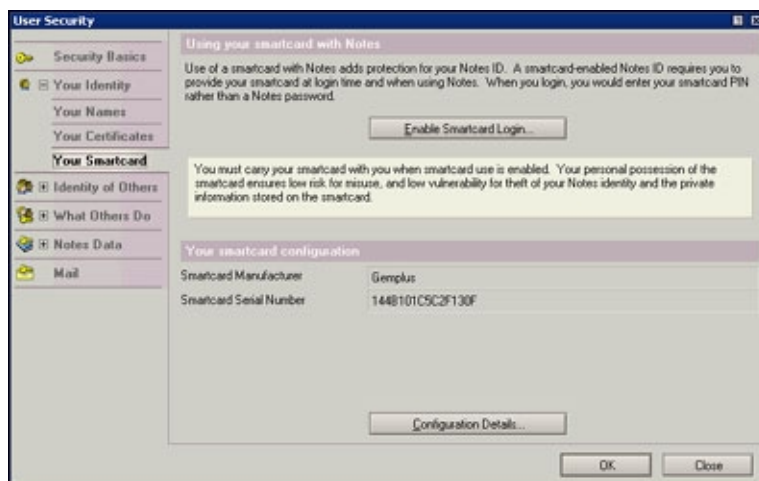 User Security
Security Basics
Your Identity
Your Names
Your Certificates
Your Smartcard
Identity of Others
What Others Do
Notes Data
Mail
Using your smartcard with Notes
Use of a smartcard with Notes adds protection for your Notes ID. A smartcard-enabled Notes ID requires you to
provide your smartcard at login time and when using Notes. When you login, you would enter your smartcard PIN
rather than a Notes password.
Enable Smartcard Login...
You must carry your smartcard with you when smartcard use is enabled. Your personal possession of the
smartcard ensures low risk for misuse, and low vulnerability for theft of your Notes identity and the private
information stored on the smartcard.
Your smartcard configuration
Smartcard Manufacturer Gemplus
Smartcard Serial Number 1448101C5C2F130F
Configuration Details...
OK Close